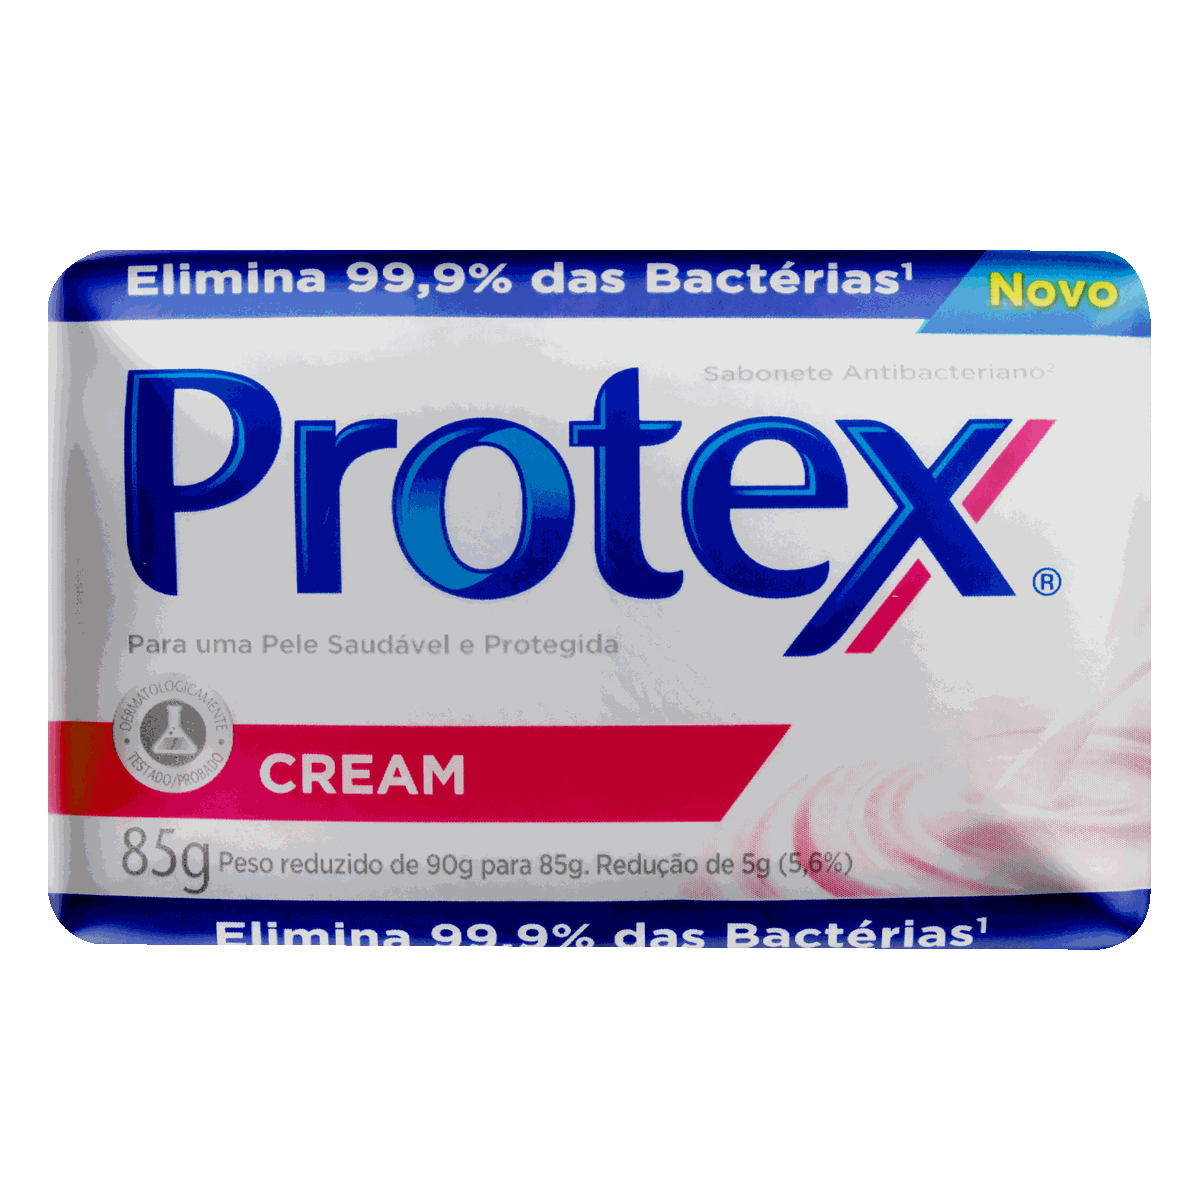 Elimina 99,9% das Bactérias¹
Novo
Sabonete Antibacteriano²
Protex®
Para uma Pele Saudável e Protegida
DERMATOLOGICAMENTE
TESTADO/PROBADO
CREAM
85g Peso reduzido de 90g para 85g. Redução de 5g (5,6%)
Elimina 99,9% das Bactérias¹